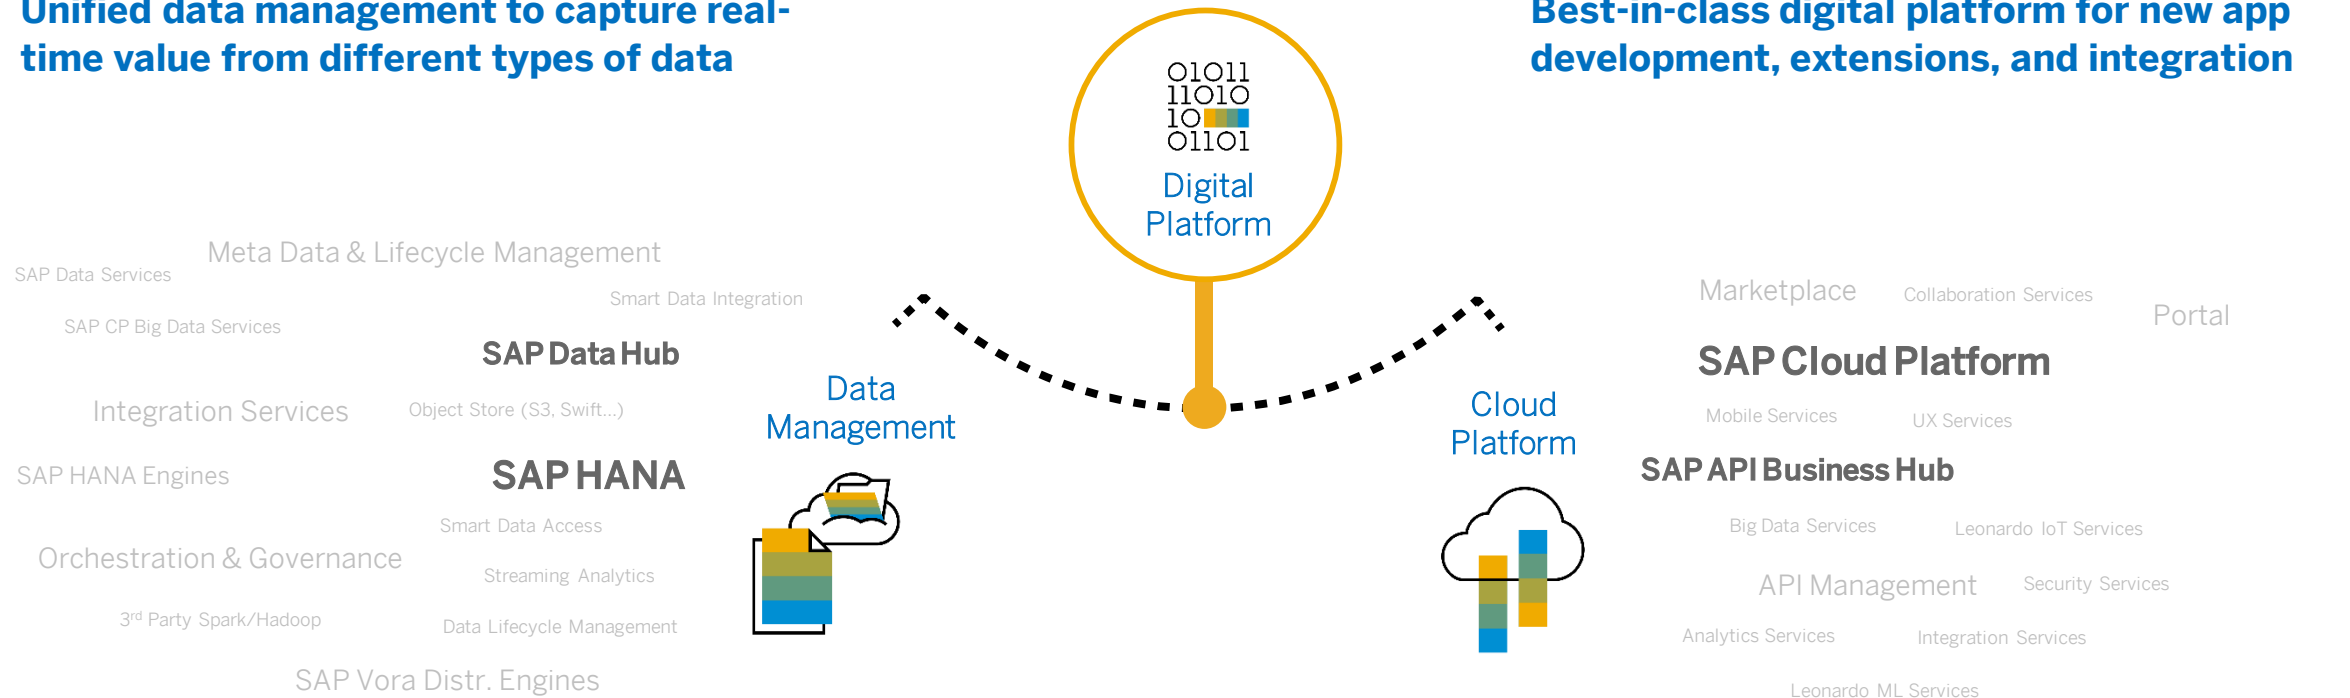 Unified data management to capture real-
time value from different types of data
Best-in-class digital platform for new app
development, extensions, and integration
01011
11010
10
01101
Digital
Platform
Meta Data & Lifecycle Management
SAP Data Services
Smart Data Integration
SAP CP Big Data Services
SAP Data Hub
Integration Services
Object Store (S3, Swift...)
SAP HANA Engines
SAP HANA
Smart Data Access
Orchestration & Governance
Streaming Analytics
3rd Party Spark/Hadoop
Data Lifecycle Management
SAP Vora Distr. Engines
Data
Management
Cloud
Platform
Marketplace
Collaboration Services
Portal
SAP Cloud Platform
Mobile Services
UX Services
SAP API Business Hub
Big Data Services
Leonardo IoT Services
API Management
Security Services
Analytics Services
Integration Services
Leonardo ML Services